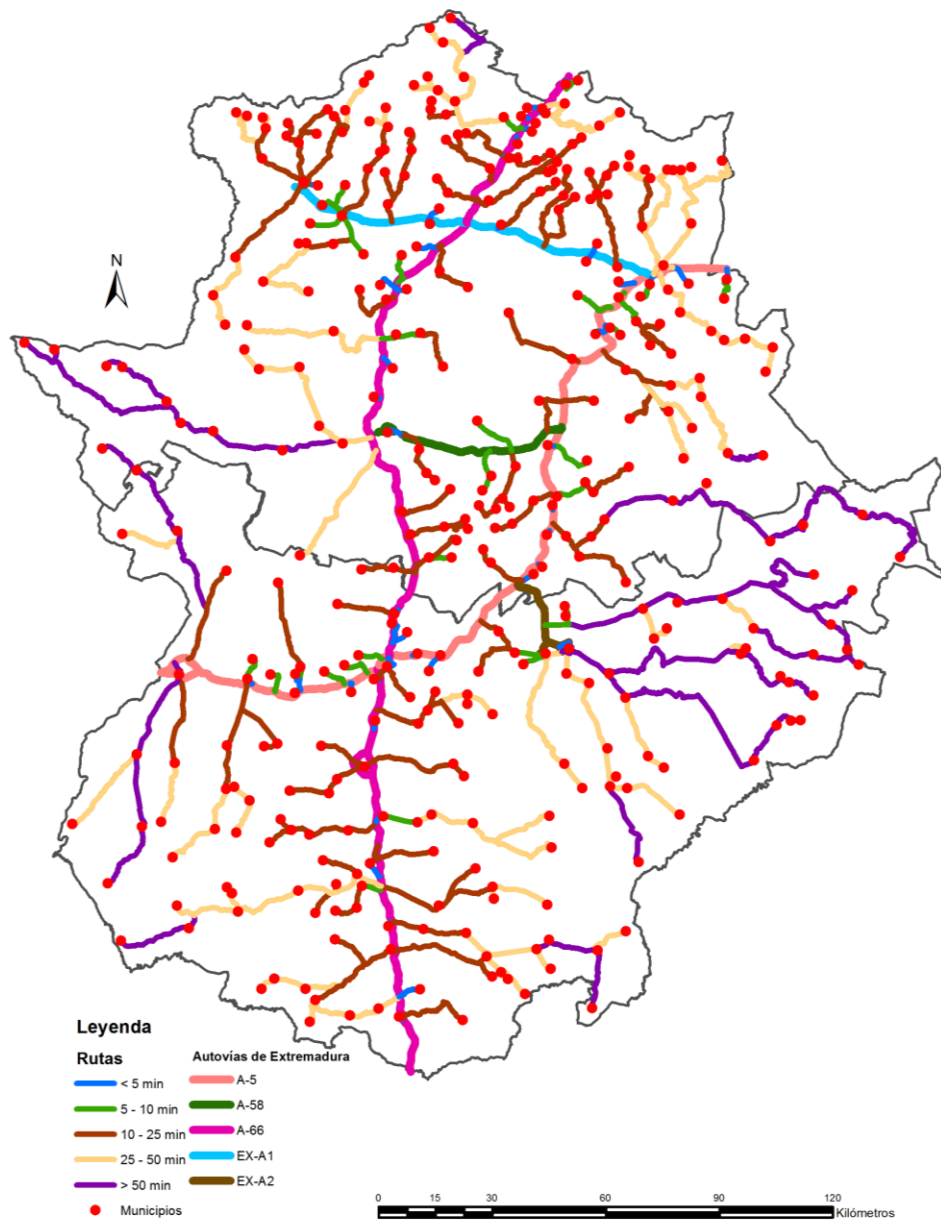 N
Leyenda
Rutas
< 5 min
5 - 10 min
10 - 25 min
25 - 50 min
> 50 min
Municipios
Autovías de Extremadura
A-5
A-58
A-66
EX-A1
EX-A2
0 15 30 60 90 120
Kilómetros